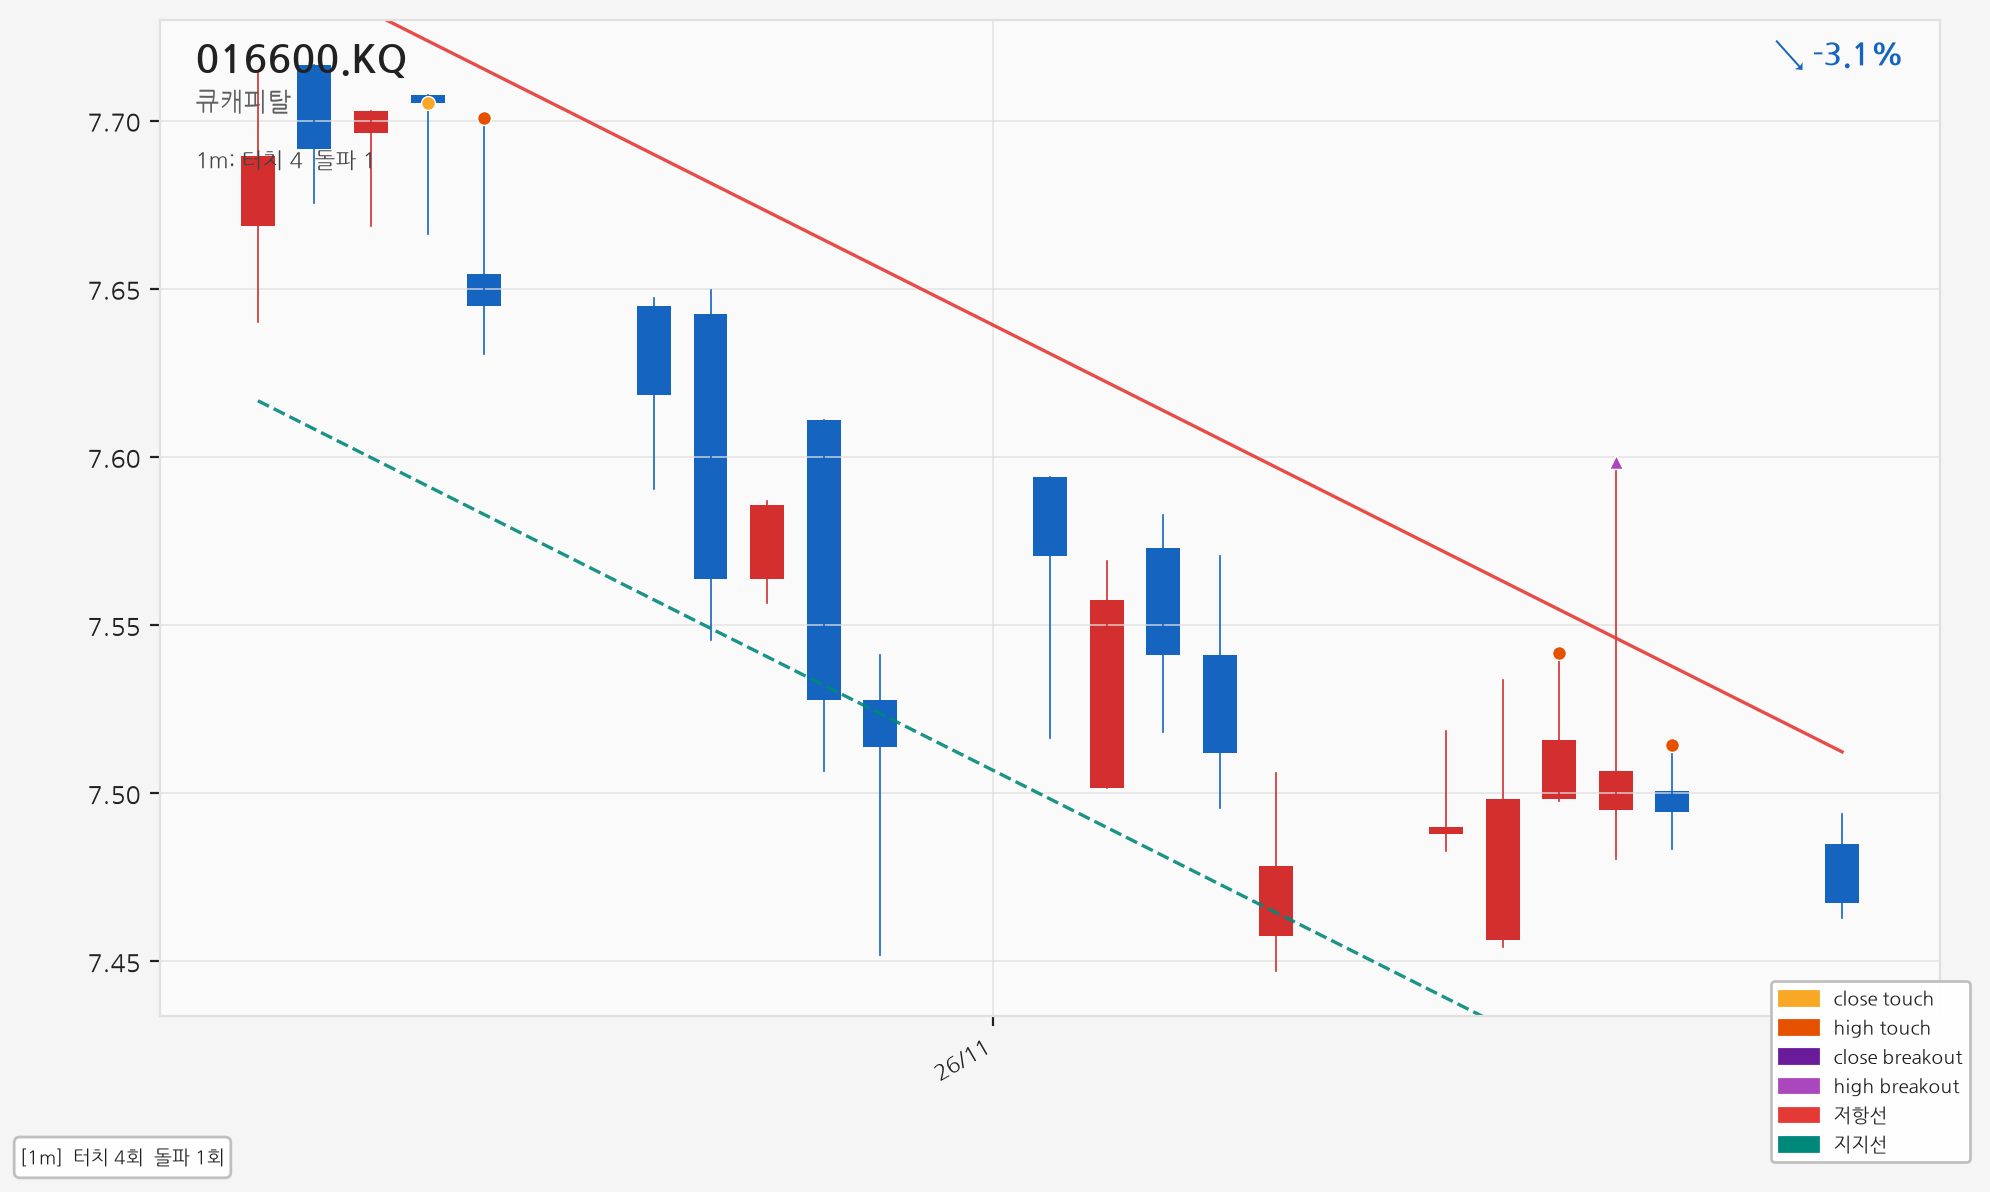 016600.KQ
큐캐피탈
1m: 터치 4 돌파 1
-3.1%
7.70
7.65
7.60
7.55
7.50
7.45
26/11
close touch
high touch
close breakout
high breakout
저항선
지지선
[1m] 터치 4회 돌파 1회